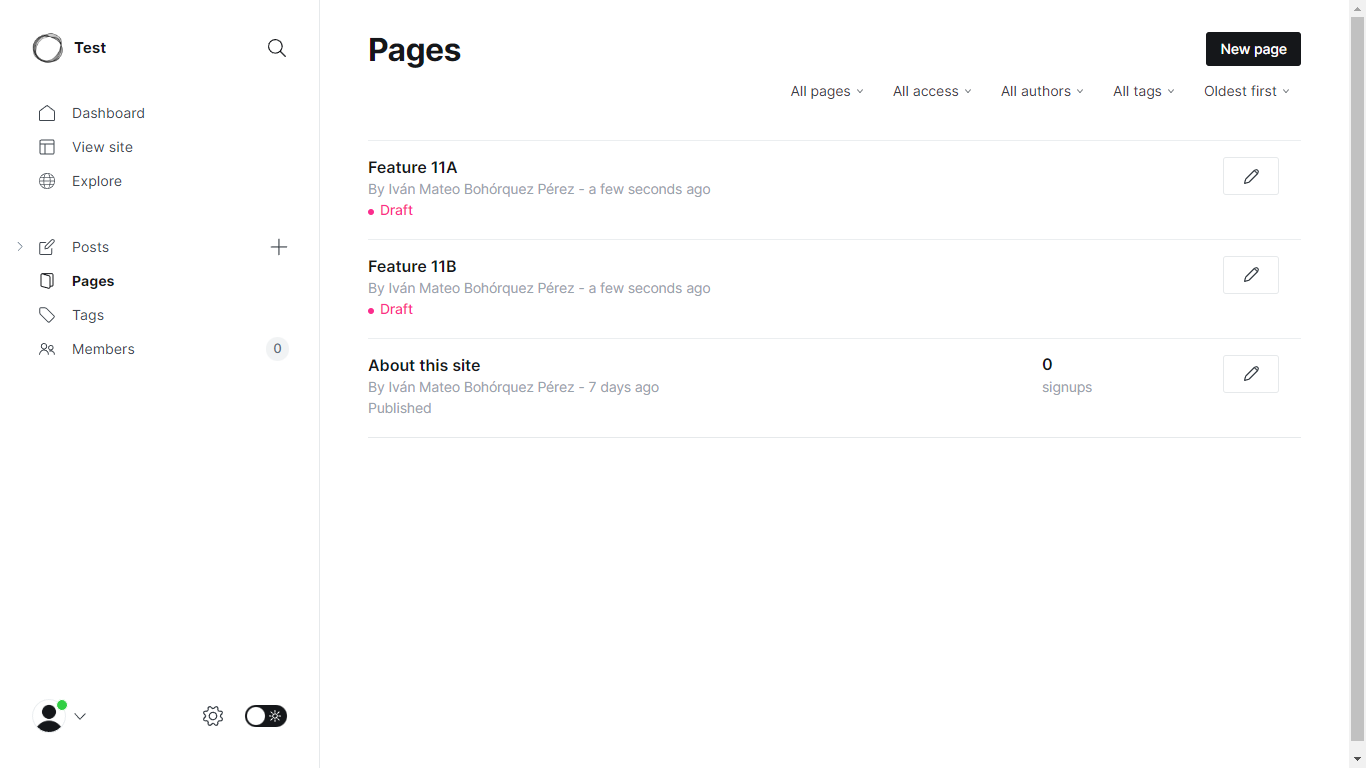 Test
Dashboard
View site
Explore
Posts
Pages
Tags
Members
0
Pages
New page
All pages
All access
All authors
All tags
Oldest first
Feature 11A
By Iván Mateo Bohórquez Pérez - a few seconds ago
Draft
Feature 11B
By Iván Mateo Bohórquez Pérez - a few seconds ago
Draft
About this site
By Iván Mateo Bohórquez Pérez - 7 days ago
Published
0
signups